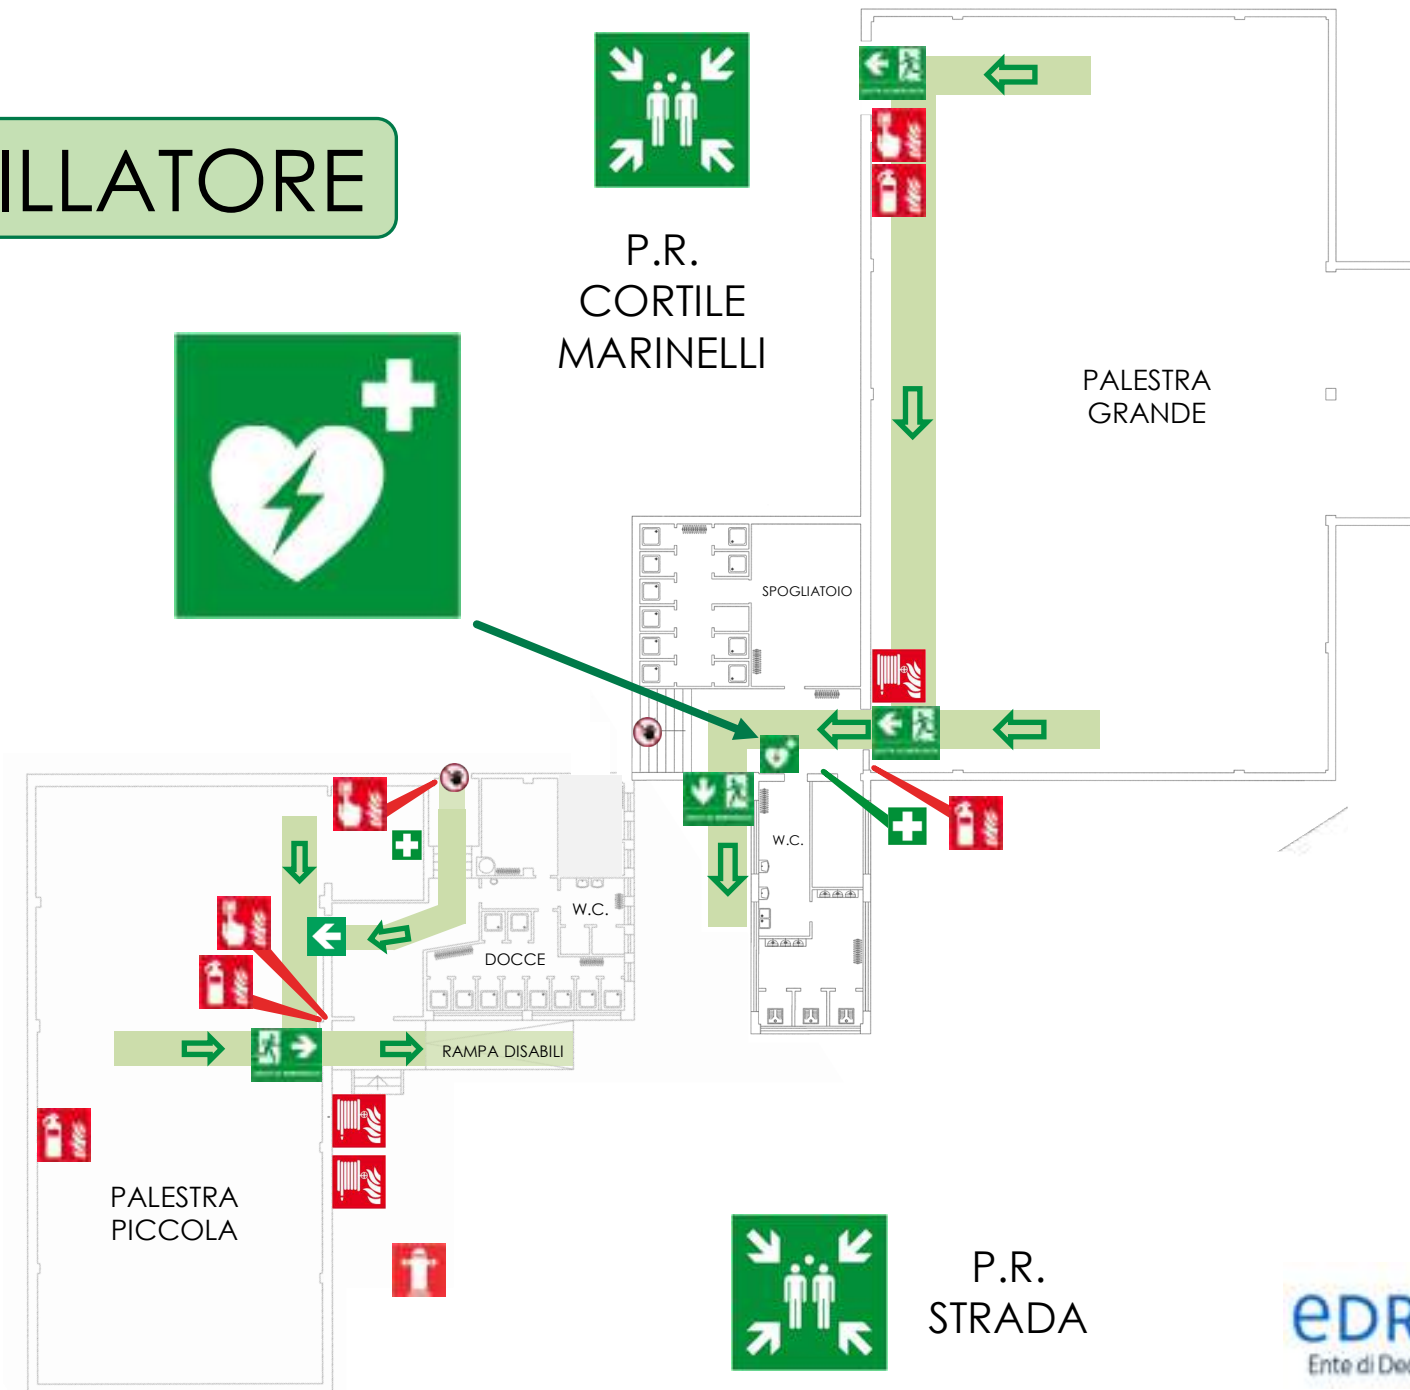 ILLATORE
P.R.
CORTILE
MARINELLI
PALESTRA
GRANDE
SPOGLIATOIO
W.C.
W.C.
DOCCE
RAMPA DISABILI
PALESTRA
PICCOLA
P.R.
STRADA
eDR
Ente di De